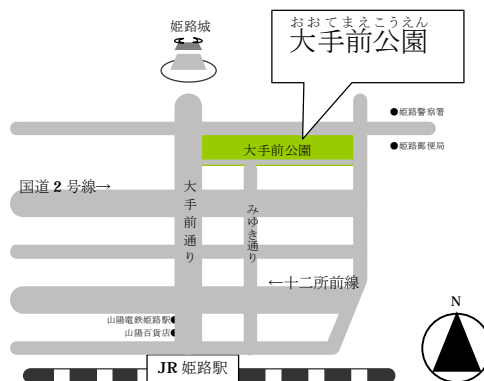 姫路城
おおてまえこうえん
大手前公園
●姫路警察署
大手前公園
●姫路郵便局
国道2号線→
大手前通り
みゆき通り
←十二所前線
山陽電鉄姫路駅●
山陽百貨店●
JR 姫路駅
N